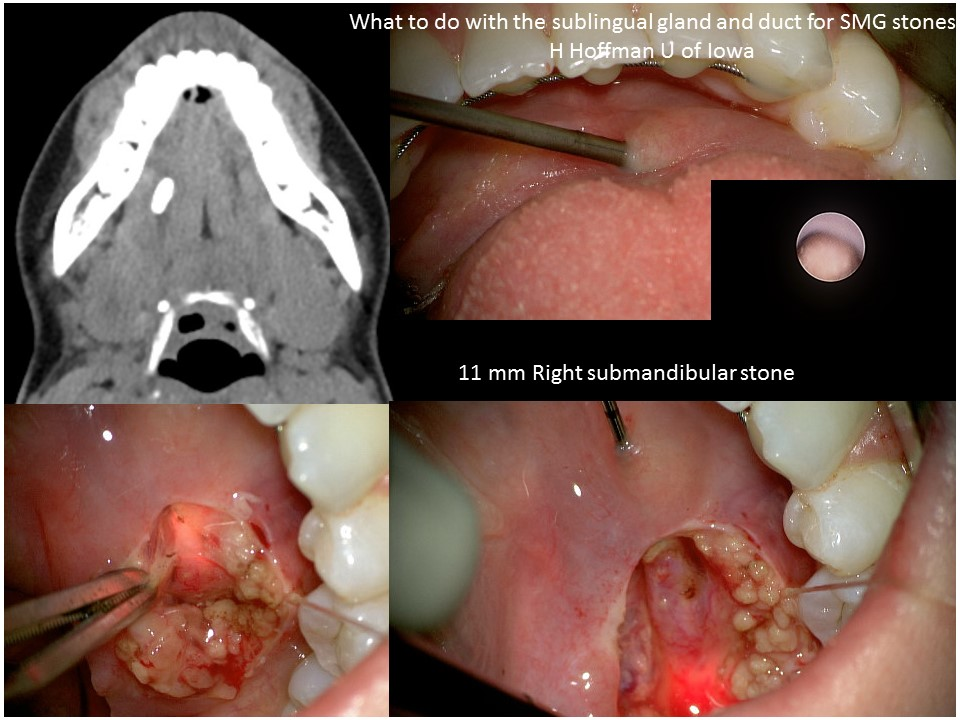 What to do with the sublingual gland and duct for SMG stones
H Hoffman U of Iowa
11 mm Right submandibular stone